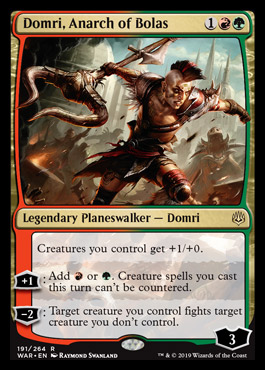 Domri, Anarch of Bolas 1
Legendary Planeswalker — Domri
Creatures you control get +1/+0.
+1: Add or . Creature spells you cast
this turn can't be countered.
-2: Target creature you control fights target
creature you don't control.
3
191/264 R
WAR • EN RAYMOND SWANLAND
™ & © 2019 Wizards of the Coast